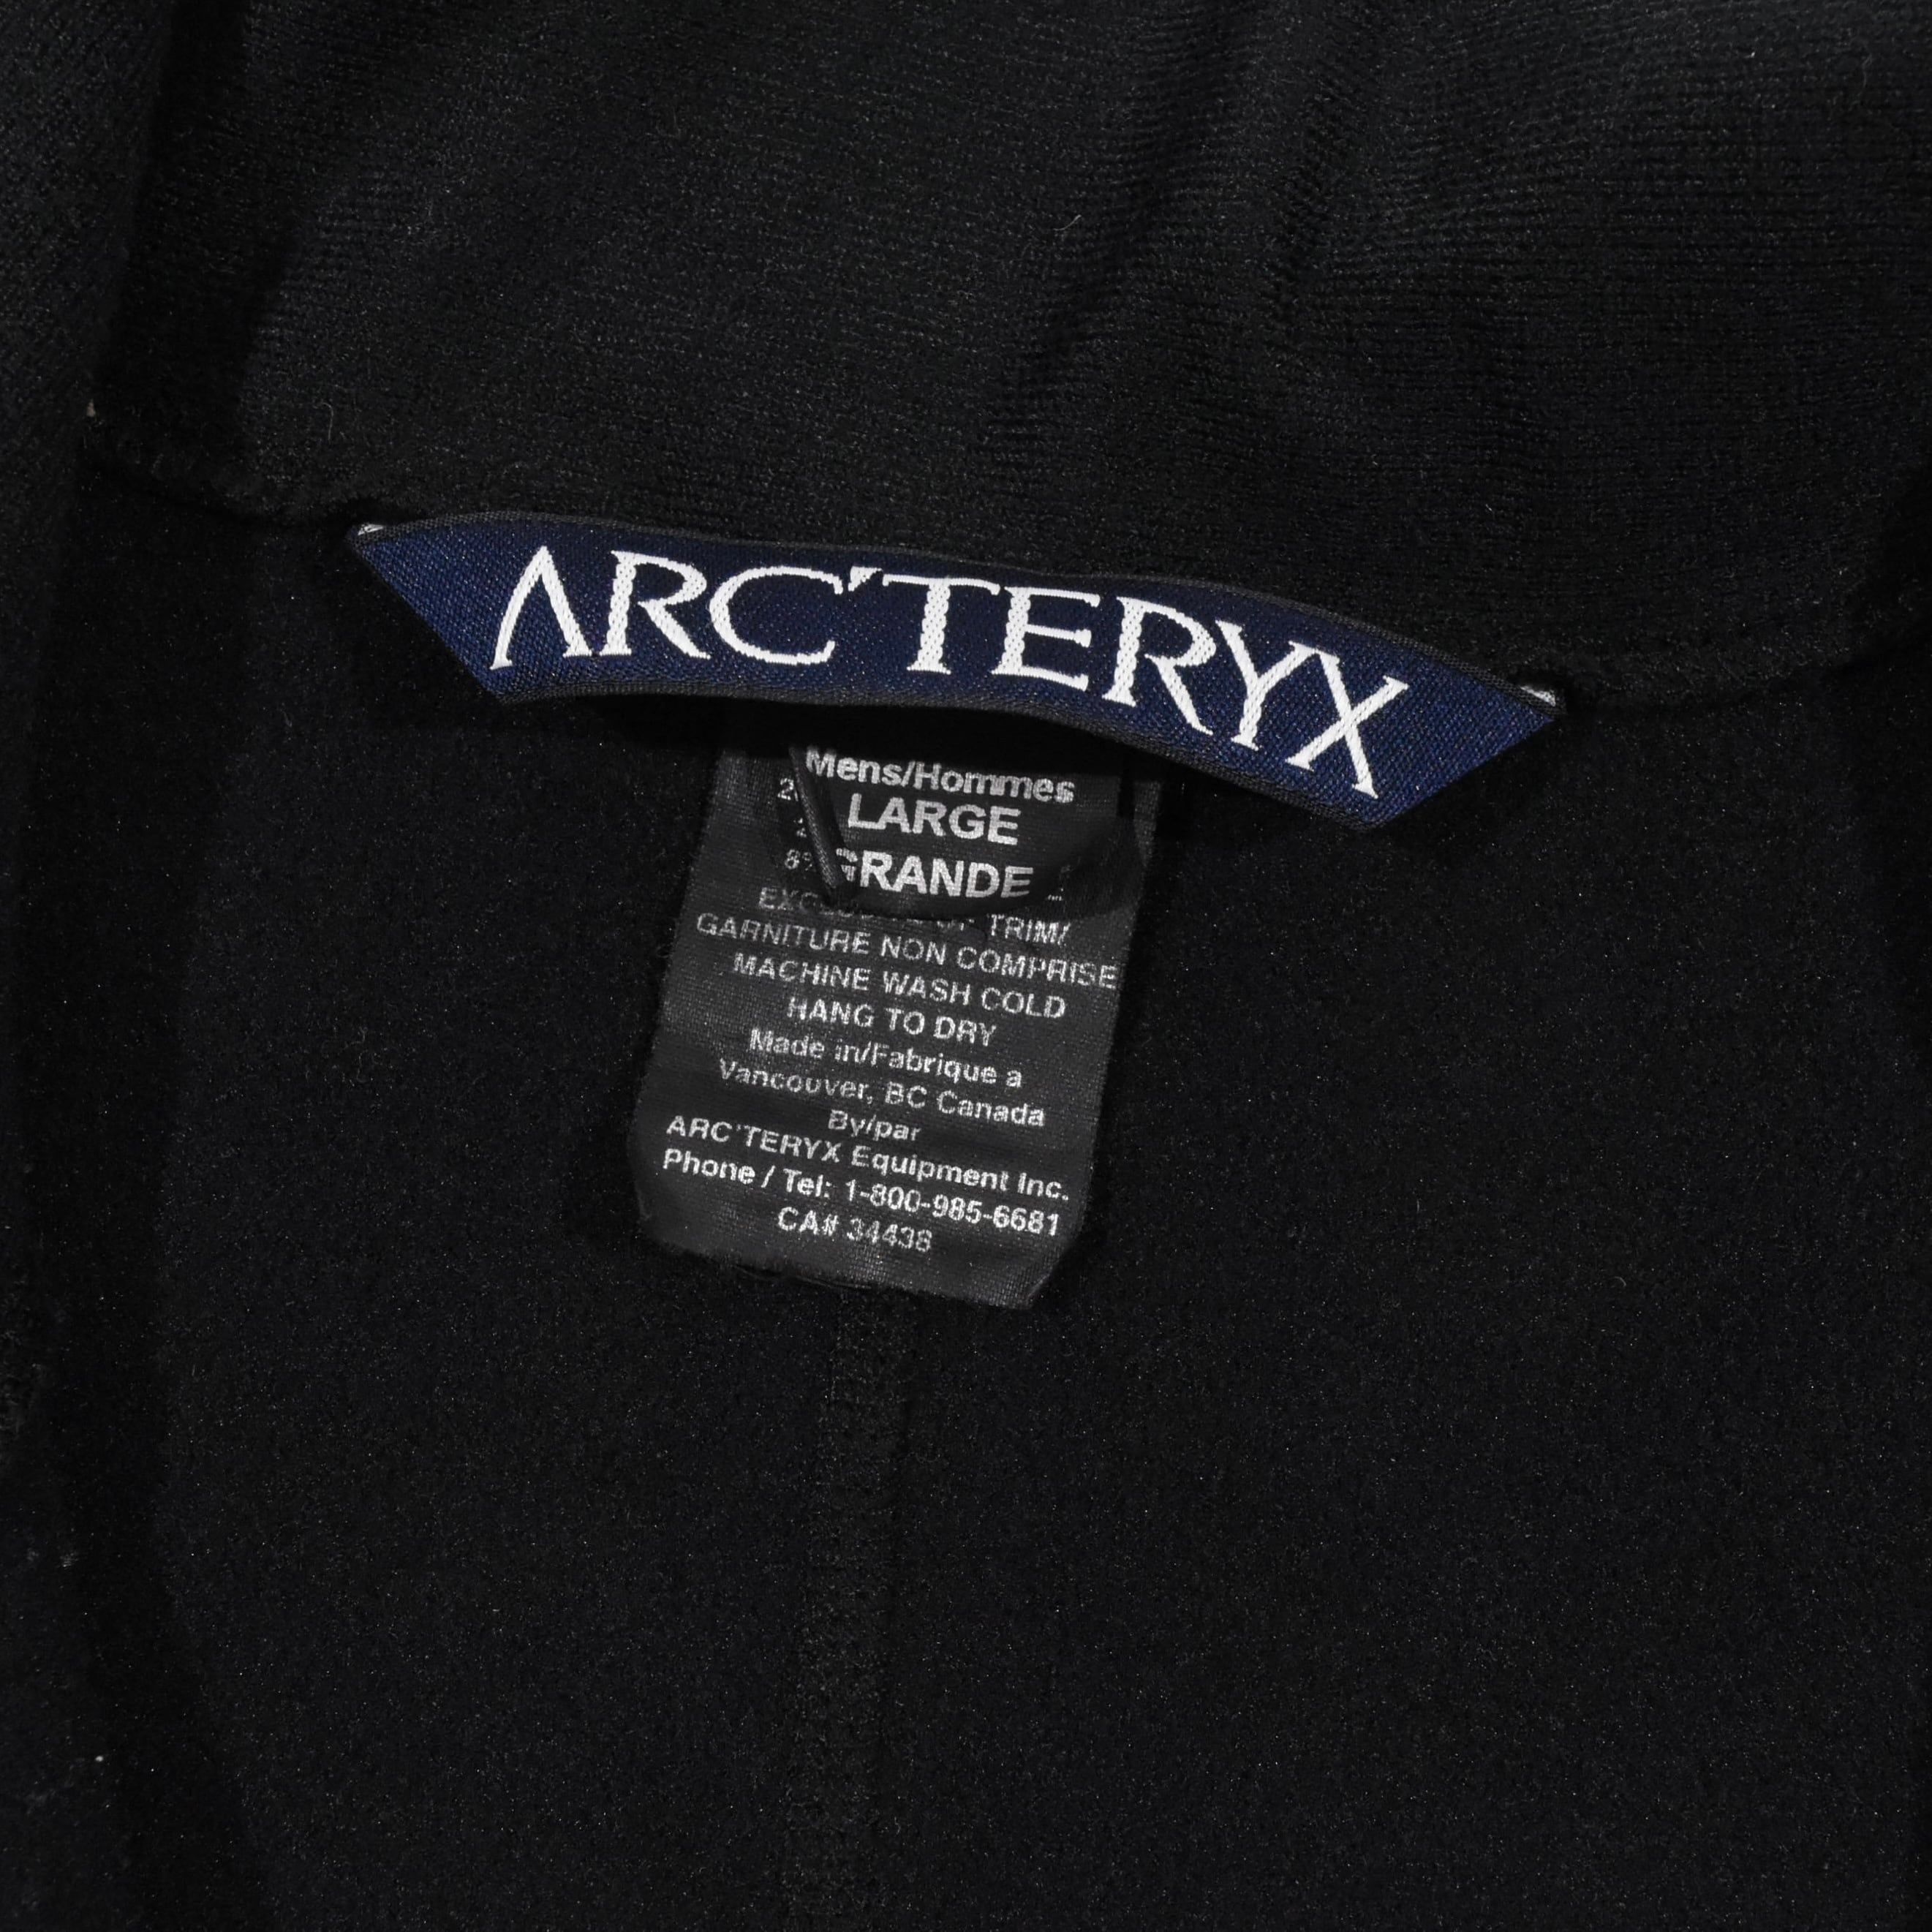 ARC'TERYX
Mens/Hommes
LARGE
GRANDE
TRIM/
GARNITURE NON COMPRISE
MACHINE WASH COLD
HANG TO DRY
Made in/Fabrique a
Vancouver, BC Canada
By/par
ARC'TERYX Equipment Inc.
Phone / Tel: 1-800-985-6681
CA# 34438